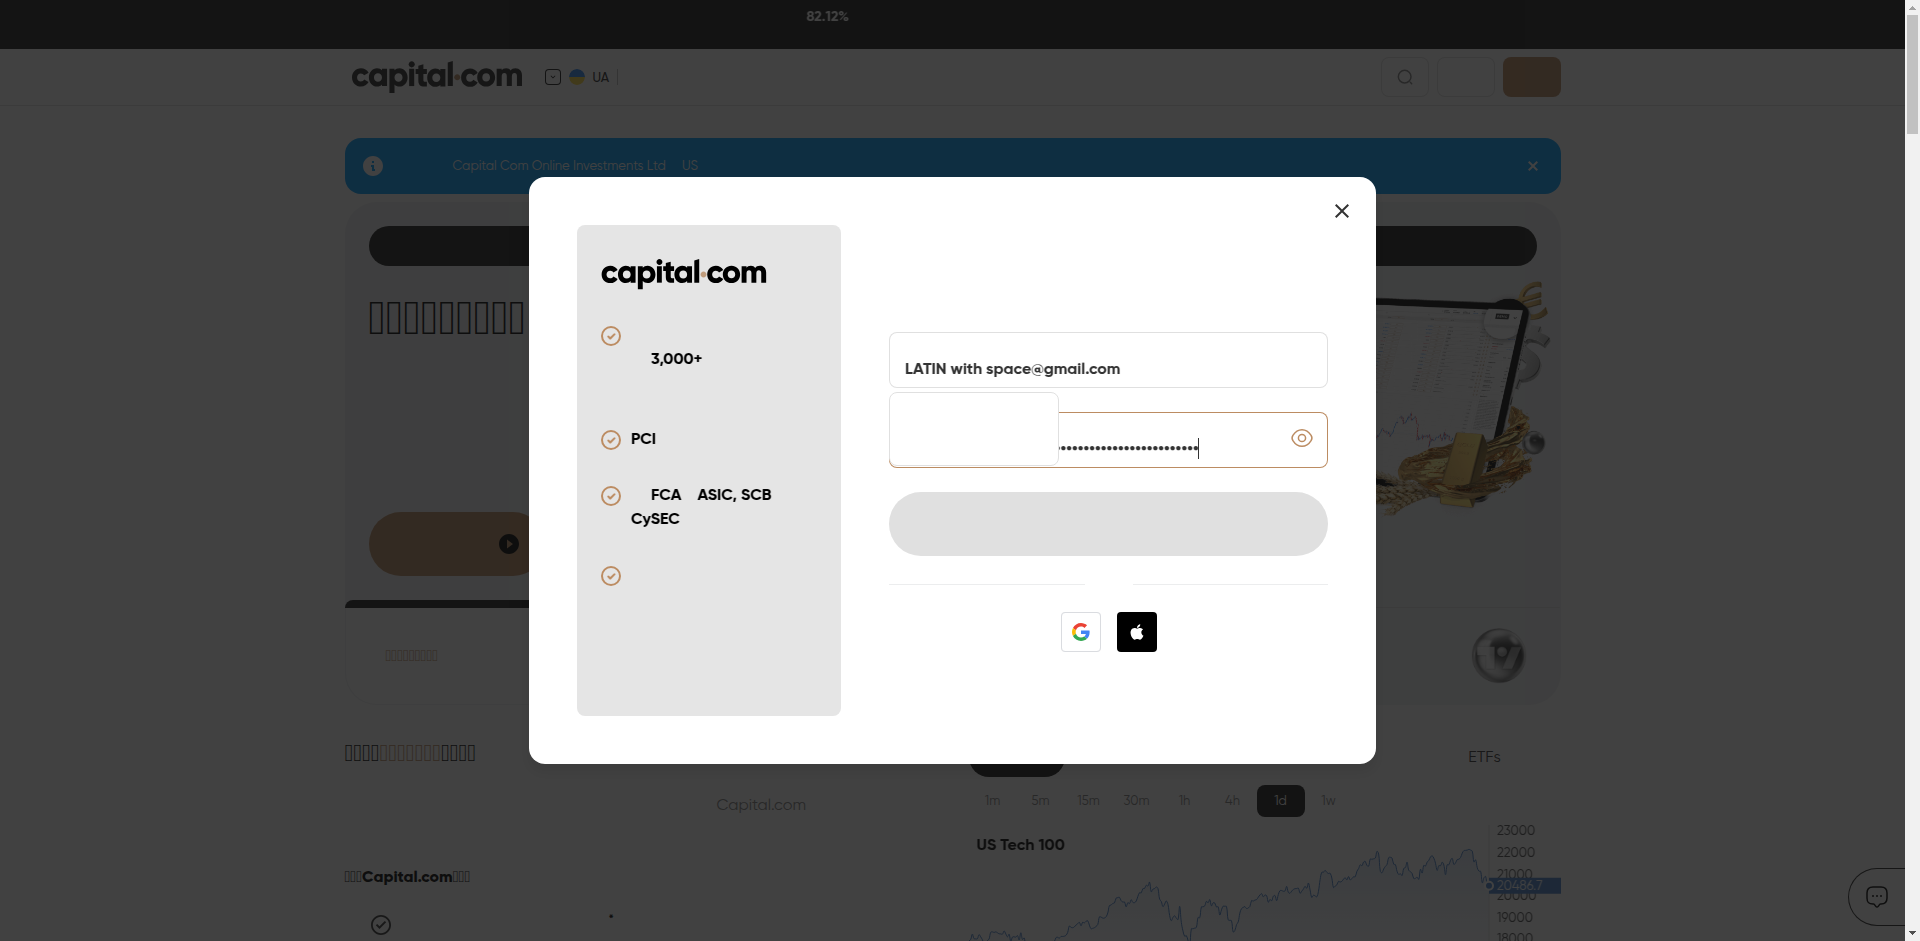 82.12%
capital.com
UA
Capital Com Online Investments Ltd US
capital.com
3,000+
LATIN with space@gmail.com
PCI
FCA ASIC, SCB
CySEC
ETFs
1m 5m 15m 30m 1h 4h 1d 1w
Capital.com
US Tech 100
23000
22000
21000
20486.7
20000
19000
18000
Capital.com